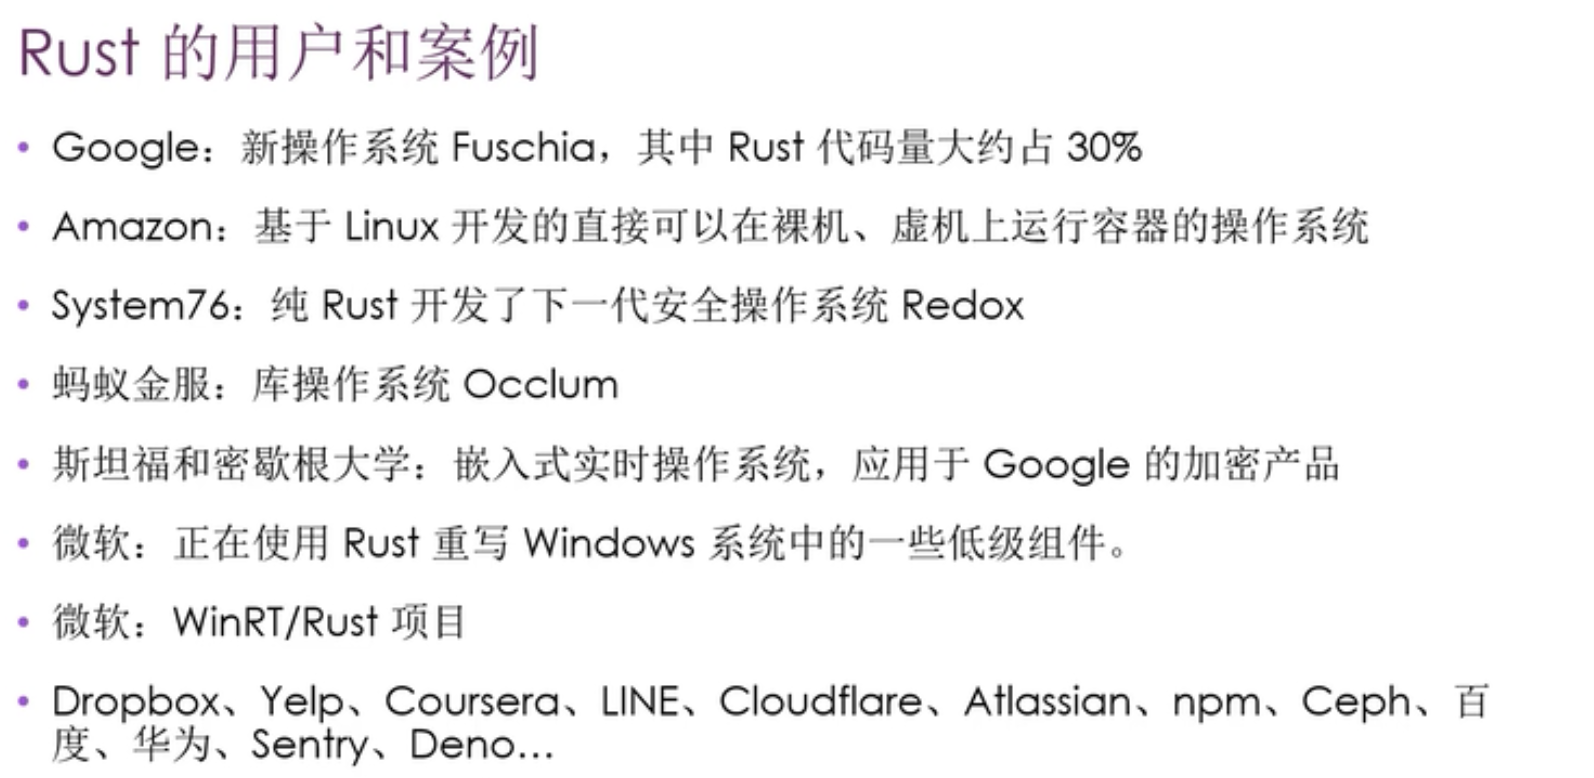 Rust 的用户和案例
• Google：新操作系统 Fuschia，其中 Rust 代码量大约占 30%
• Amazon：基于 Linux 开发的直接可以在裸机、虚机上运行容器的操作系统
• System76：纯 Rust 开发了下一代安全操作系统 Redox
• 蚂蚁金服：库操作系统 Occlum
• 斯坦福和密歇根大学：嵌入式实时操作系统，应用于 Google 的加密产品
• 微软：正在使用 Rust 重写 Windows 系统中的一些低级组件。
• 微软：WinRT/Rust 项目
• Dropbox、Yelp、Coursera、LINE、Cloudflare、Atlassian、npm、Ceph、百
度、华为、Sentry、Deno...